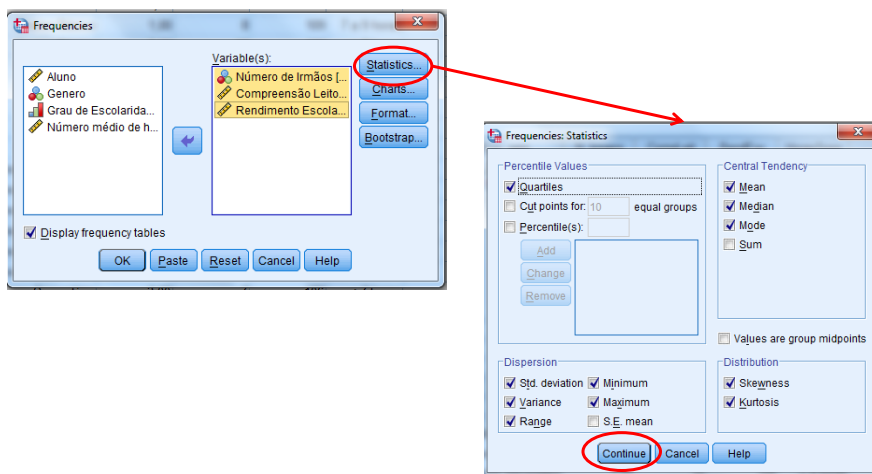 Frequencies
Variable(s):
Aluno
Genero
Grau de Escolarida...
Número médio de h...
Número de Irmãos [...
Compreensão Leito...
Rendimento Escola...
Statistics...
Charts...
Format...
Bootstrap...
Display frequency tables
OK Paste Reset Cancel Help
Frequencies: Statistics
Percentile Values
Quartiles
Cut points for: 10 equal groups
Percentile(s):
Add
Change
Remove
Central Tendency
Mean
Median
Mode
Sum
Values are group midpoints
Dispersion
Std. deviation Minimum
Variance Maximum
Range S.E. mean
Distribution
Skewness
Kurtosis
Continue Cancel Help